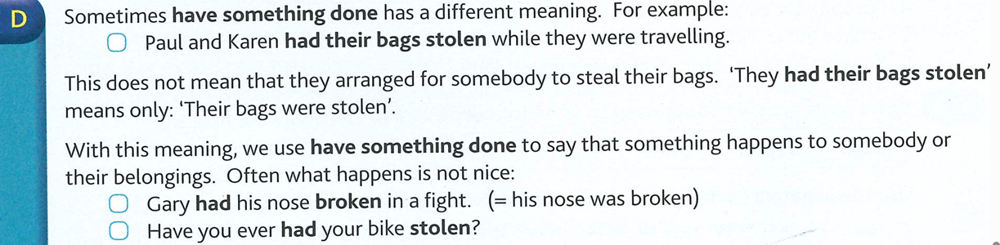 D
Sometimes have something done has a different meaning. For example:
Paul and Karen had their bags stolen while they were travelling.
This does not mean that they arranged for somebody to steal their bags. ‘They had their bags stolen’
means only: ‘Their bags were stolen’.
With this meaning, we use have something done to say that something happens to somebody or
their belongings. Often what happens is not nice:
Gary had his nose broken in a fight. (= his nose was broken)
Have you ever had your bike stolen?